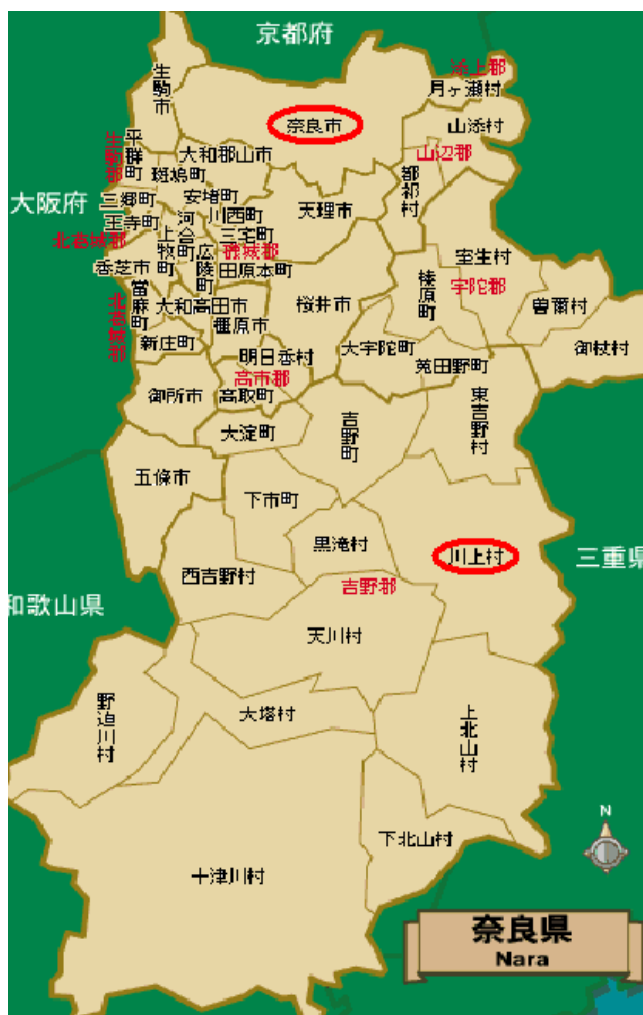 京都府
生駒市
添上郡
月ヶ瀬村
奈良市
山添村
平群町
生駒郡
大和郡山市
山辺郡
斑鳩町
都祁村
大阪府
三郷町
安堵町
川西町
天理市
王寺町
河合町
三宅町
上牧町
広陵町
北葛城郡
磯城郡
室生村
香芝市
田原本町
榛原町
宇陀郡
當麻町
大和高田市
桜井市
曽爾村
北葛城郡
橿原市
新庄町
明日香村
大宇陀町
御杖村
菟田野町
高市郡
御所市
高取町
東吉野村
大淀町
吉野町
五條市
下市町
黒滝村
川上村
三重県
西吉野村
吉野郡
和歌山県
天川村
野迫川村
大塔村
上北山村
N
下北山村
十津川村
奈良県
Nara